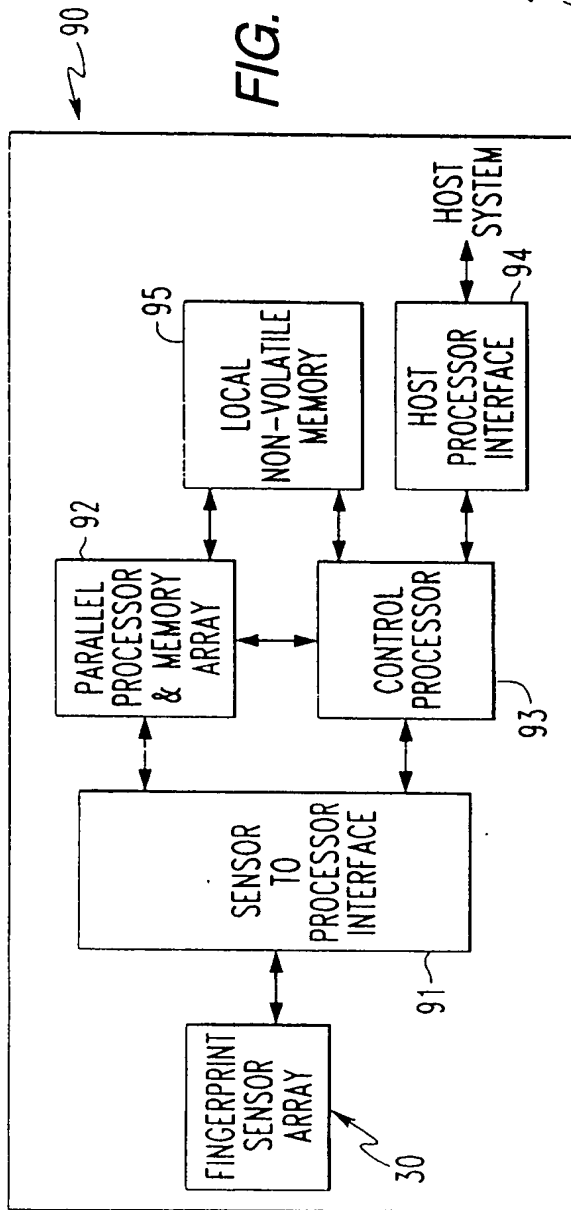 90
FIG.
FINGERPRINT
SENSOR
ARRAY
30
SENSOR
TO
PROCESSOR
INTERFACE
91
92
PARALLEL
PROCESSOR
& MEMORY
ARRAY
CONTROL
PROCESSOR
93
95
LOCAL
NON-VOLATILE
MEMORY
HOST
PROCESSOR
INTERFACE
94
HOST
SYSTEM